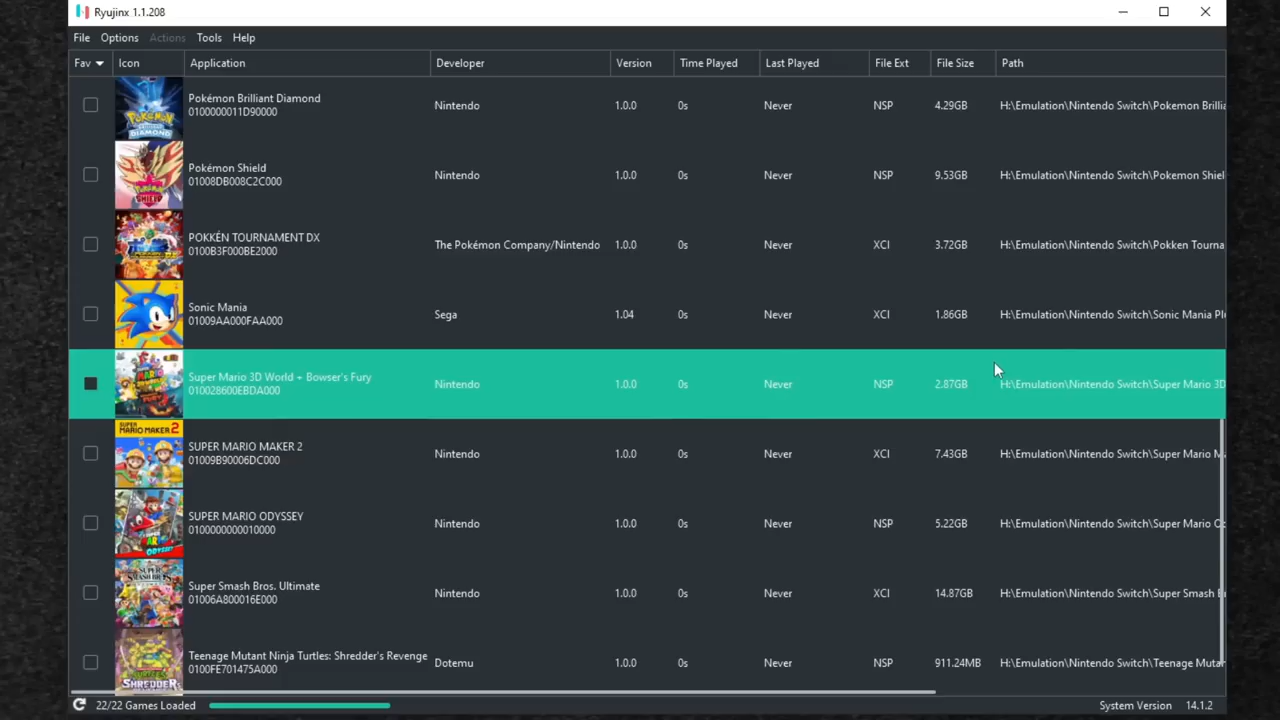 Ryujinx 1.1.208
File Options Actions Tools Help
Fav Icon Application Developer Version Time Played Last Played File Ext File Size Path
Pokémon Brilliant Diamond
0100000011D90000
Nintendo 1.0.0 0s Never NSP 4.29GB H:\Emulation\Nintendo Switch\Pokemon Brillia
Pokémon Shield
01008DB008C2C000
Nintendo 1.0.0 0s Never NSP 9.53GB H:\Emulation\Nintendo Switch\Pokemon Shiel
POKKÉN TOURNAMENT DX
0100B3F000BE2000
The Pokémon Company/Nintendo 1.0.0 0s Never XCI 3.72GB H:\Emulation\Nintendo Switch\Pokken Tourna
Sonic Mania
01009AA000FAA000
Sega 1.04 0s Never XCI 1.86GB H:\Emulation\Nintendo Switch\Sonic Mania Pl
Super Mario 3D World + Bowser's Fury
010028600EBDA000
Nintendo 1.0.0 0s Never NSP 2.87GB H:\Emulation\Nintendo Switch\Super Mario 3D
SUPER MARIO MAKER 2
SUPER MARIO MAKER 2
01009B90006DC000
Nintendo 1.0.0 0s Never XCI 7.43GB H:\Emulation\Nintendo Switch\Super Mario M
SUPER MARIO ODYSSEY
0100000000010000
Nintendo 1.0.0 0s Never NSP 5.22GB H:\Emulation\Nintendo Switch\Super Mario O
Super Smash Bros. Ultimate
01006A800016E000
Nintendo 1.0.0 0s Never XCI 14.87GB H:\Emulation\Nintendo Switch\Super Smash B
Teenage Mutant Ninja Turtles: Shredder's Revenge
0100FE701475A000
Dotemu 1.0.0 0s Never NSP 911.24MB H:\Emulation\Nintendo Switch\Teenage Mutan
22/22 Games Loaded System Version 14.1.2